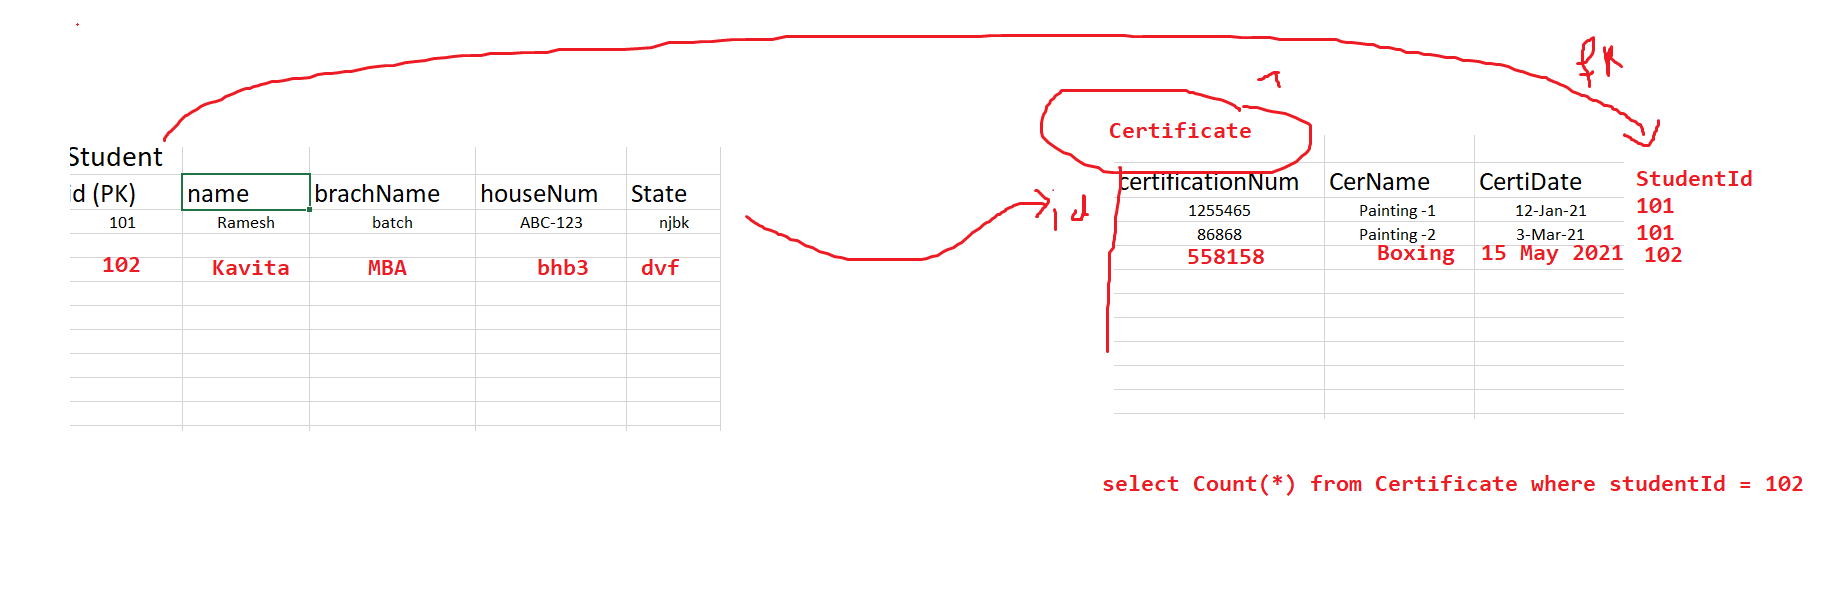 fk
Certificate
Student
id (PK) name brachName houseNum State
101 Ramesh batch ABC-123 njbk
102 Kavita MBA bhb3 dvf
id
certificationNum CerName CertiDate StudentId
1255465 Painting -1 12-Jan-21 101
86868 Painting -2 3-Mar-21 101
558158 Boxing 15 May 2021 102
select Count(*) from Certificate where studentId = 102